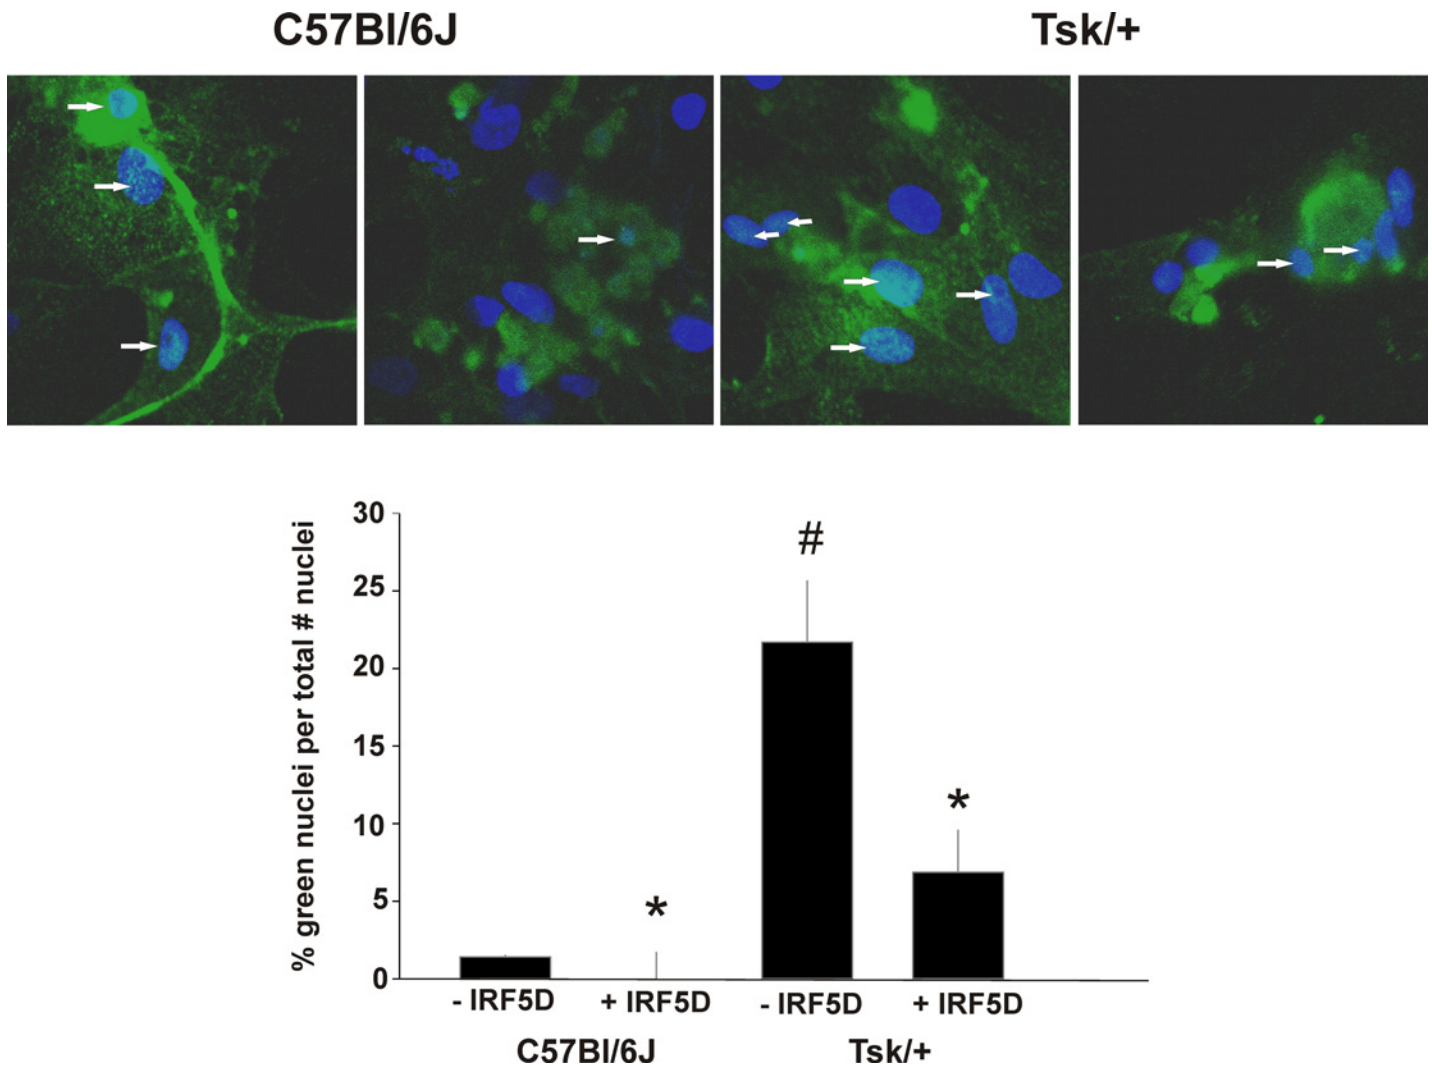 C57Bl/6J
Tsk/+
% green nuclei per total # nuclei
30
25
20
15
10
5
0
#
*
*
- IRF5D
+ IRF5D
- IRF5D
+ IRF5D
C57Bl/6J
Tsk/+